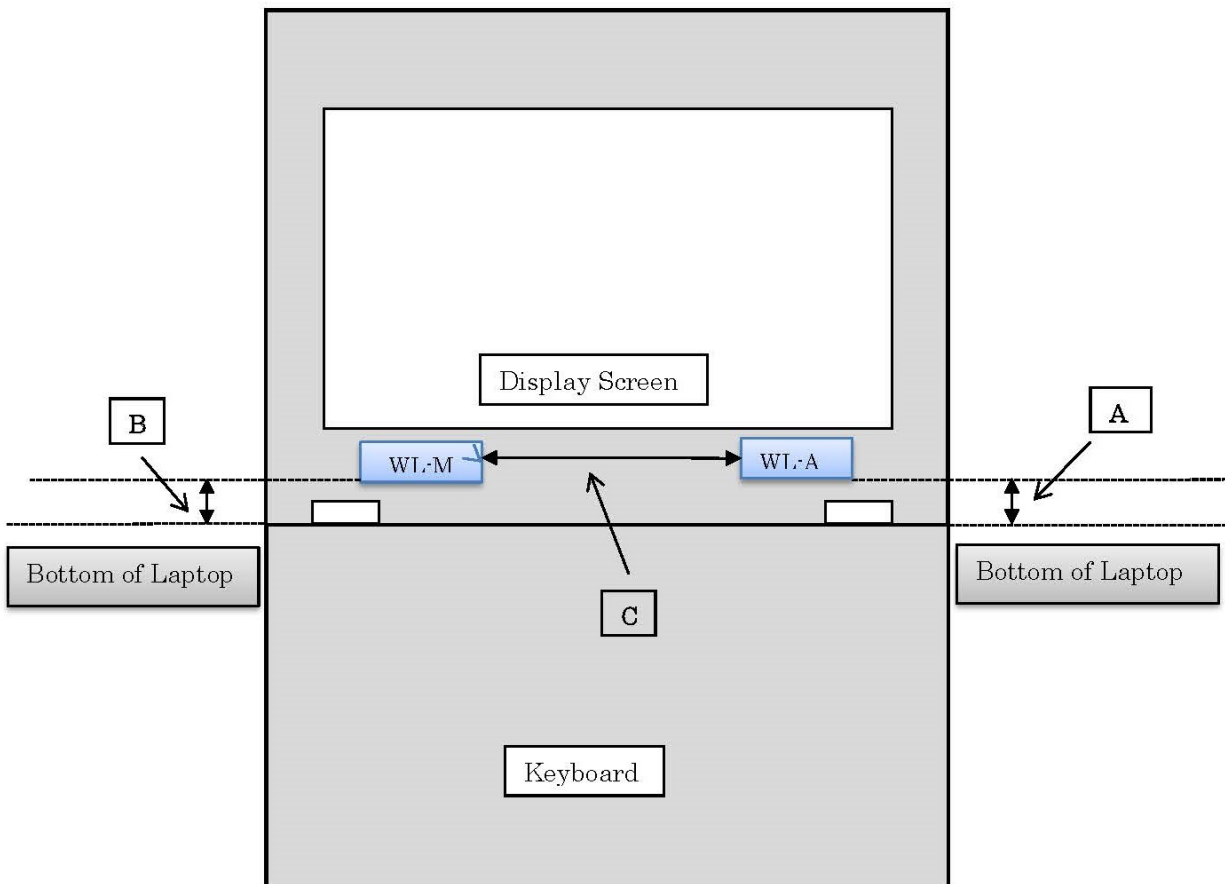 Display Screen
B
A
WL-M
WL-A
Bottom of Laptop
Bottom of Laptop
C
Keyboard